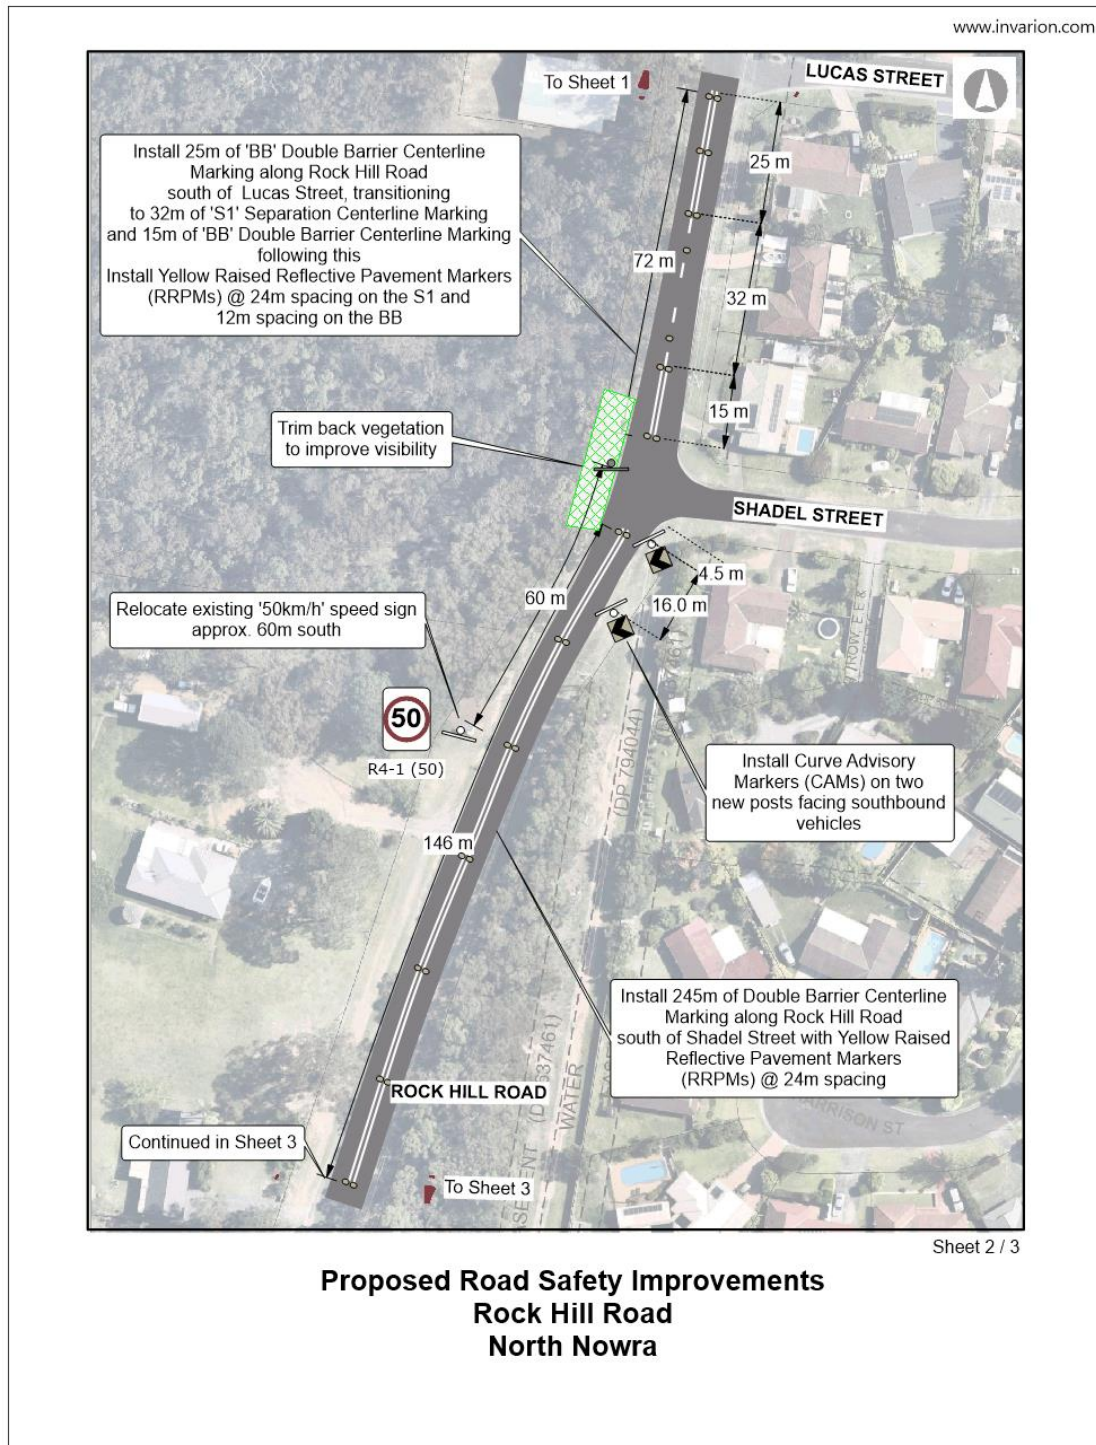 www.invarion.com
LUCAS STREET
To Sheet 1
Install 25m of 'BB' Double Barrier Centerline
Marking along Rock Hill Road
south of Lucas Street, transitioning
to 32m of 'S1' Separation Centerline Marking
and 15m of 'BB' Double Barrier Centerline Marking
following this
Install Yellow Raised Reflective Pavement Markers
(RRPMs) @ 24m spacing on the S1 and
12m spacing on the BB
25 m
72 m
32 m
15 m
Trim back vegetation
to improve visibility
SHADEL STREET
4.5 m
16.0 m
60 m
Relocate existing '50km/h' speed sign
approx. 60m south
50
R4-1 (50)
(DP 794044)
Install Curve Advisory
Markers (CAMs) on two
new posts facing southbound
vehicles
146 m
Install 245m of Double Barrier Centerline
Marking along Rock Hill Road
south of Shadel Street with Yellow Raised
Reflective Pavement Markers
(RRPMs) @ 24m spacing
WATER
ROCK HILL ROAD
Continued in Sheet 3
To Sheet 3
Sheet 2 / 3
Proposed Road Safety Improvements
Rock Hill Road
North Nowra